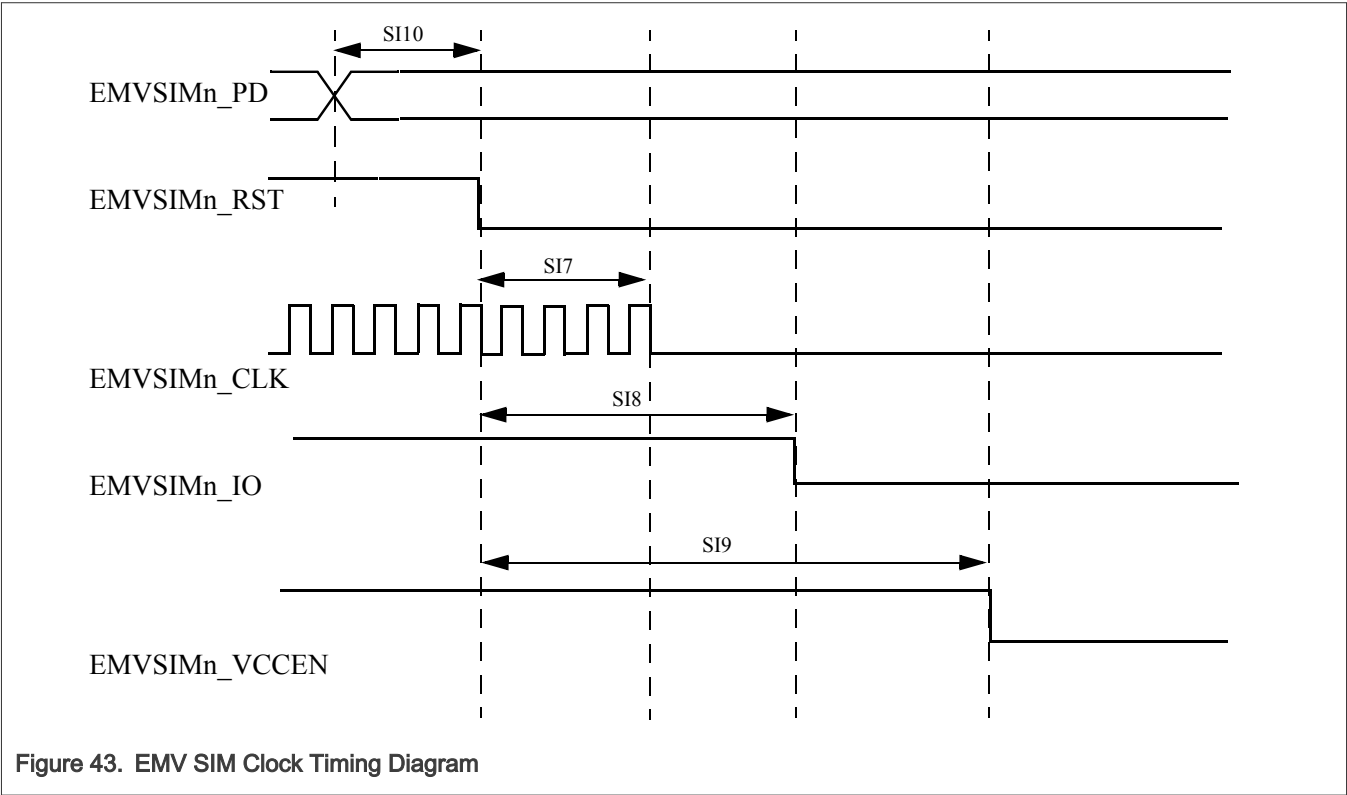 SI10
EMVSIMn_PD
EMVSIMn_RST
SI7
EMVSIMn_CLK
SI8
EMVSIMn_IO
SI9
EMVSIMn_VCCEN
Figure 43. EMV SIM Clock Timing Diagram